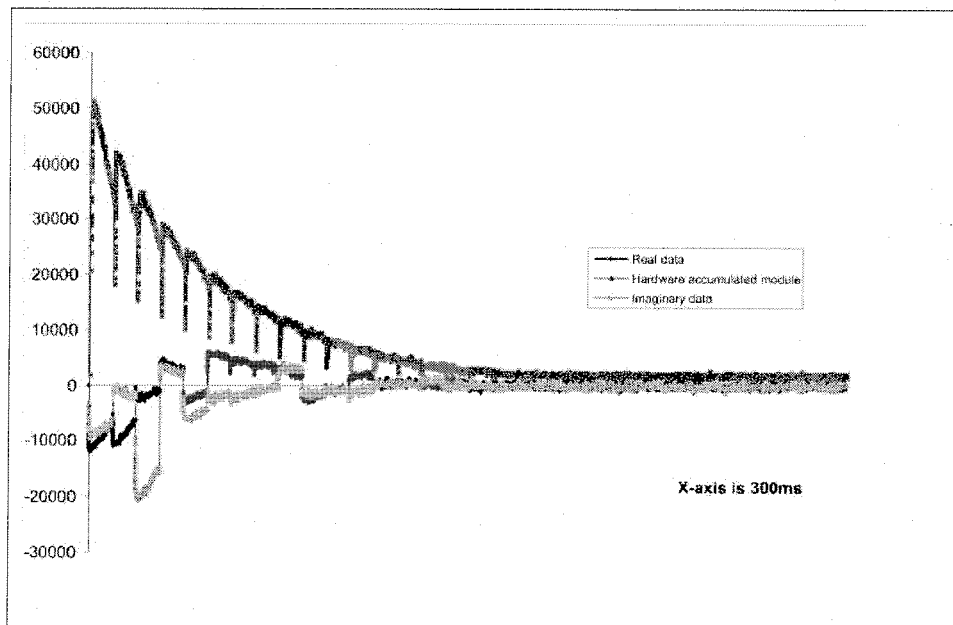 60000
50000
40000
30000
20000
10000
0
-10000
-20000
-30000
Real data
Hardware accumulated module
Imaginary data
X-axis is 300ms